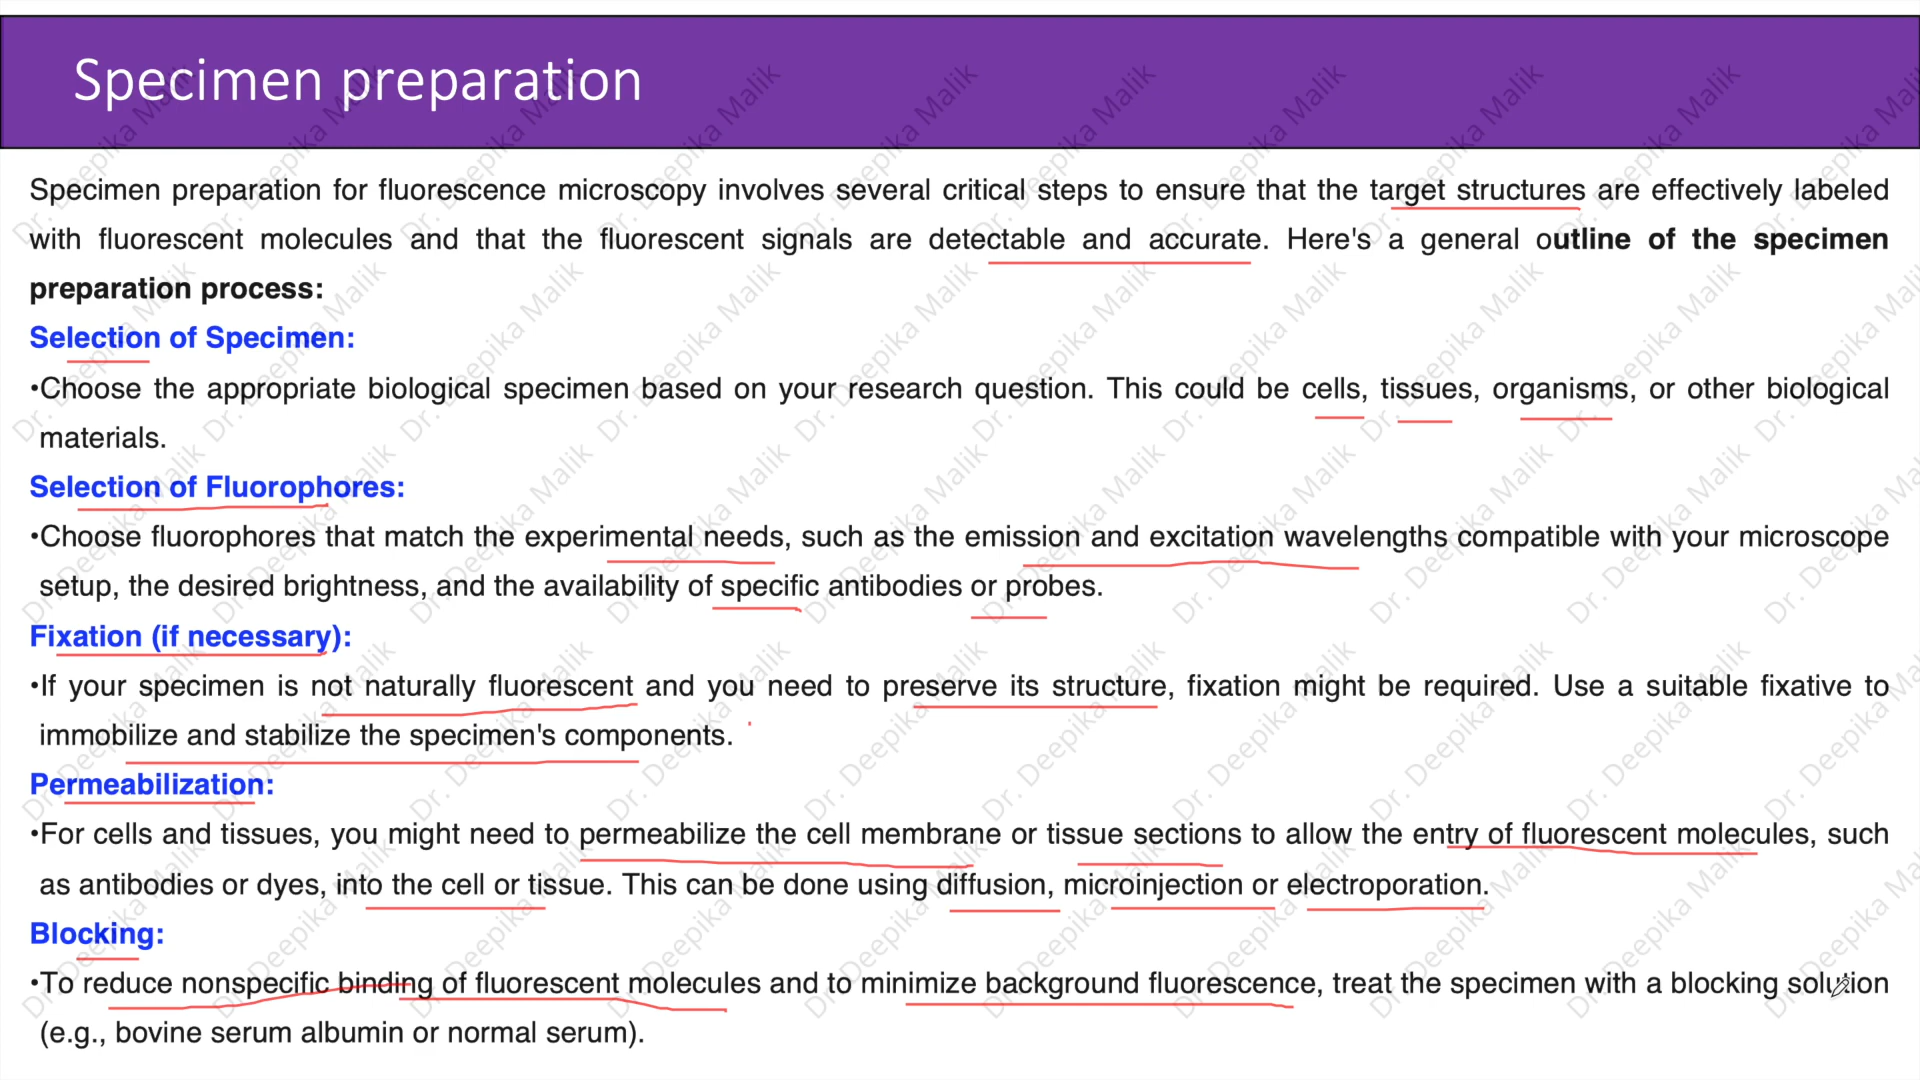 Specimen preparation
Specimen preparation for fluorescence microscopy involves several critical steps to ensure that the target structures are effectively labeled
with fluorescent molecules and that the fluorescent signals are detectable and accurate. Here's a general outline of the specimen
preparation process:
Selection of Specimen:
•Choose the appropriate biological specimen based on your research question. This could be cells, tissues, organisms, or other biological
materials.
Selection of Fluorophores:
•Choose fluorophores that match the experimental needs, such as the emission and excitation wavelengths compatible with your microscope
setup, the desired brightness, and the availability of specific antibodies or probes.
Fixation (if necessary):
•If your specimen is not naturally fluorescent and you need to preserve its structure, fixation might be required. Use a suitable fixative to
immobilize and stabilize the specimen's components.
Permeabilization:
•For cells and tissues, you might need to permeabilize the cell membrane or tissue sections to allow the entry of fluorescent molecules, such
as antibodies or dyes, into the cell or tissue. This can be done using diffusion, microinjection or electroporation.
Blocking:
•To reduce nonspecific binding of fluorescent molecules and to minimize background fluorescence, treat the specimen with a blocking solution
(e.g., bovine serum albumin or normal serum).
Dr. Deepika Malik